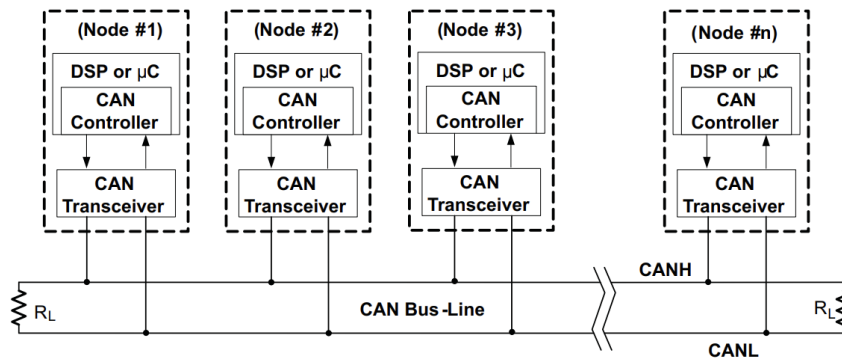 (Node #1)
DSP or µC
CAN
Controller
CAN
Transceiver
(Node #2)
DSP or µC
CAN
Controller
CAN
Transceiver
(Node #3)
DSP or µC
CAN
Controller
CAN
Transceiver
(Node #n)
DSP or µC
CAN
Controller
CAN
Transceiver
CANH
RL
CAN Bus-Line
RL
CANL